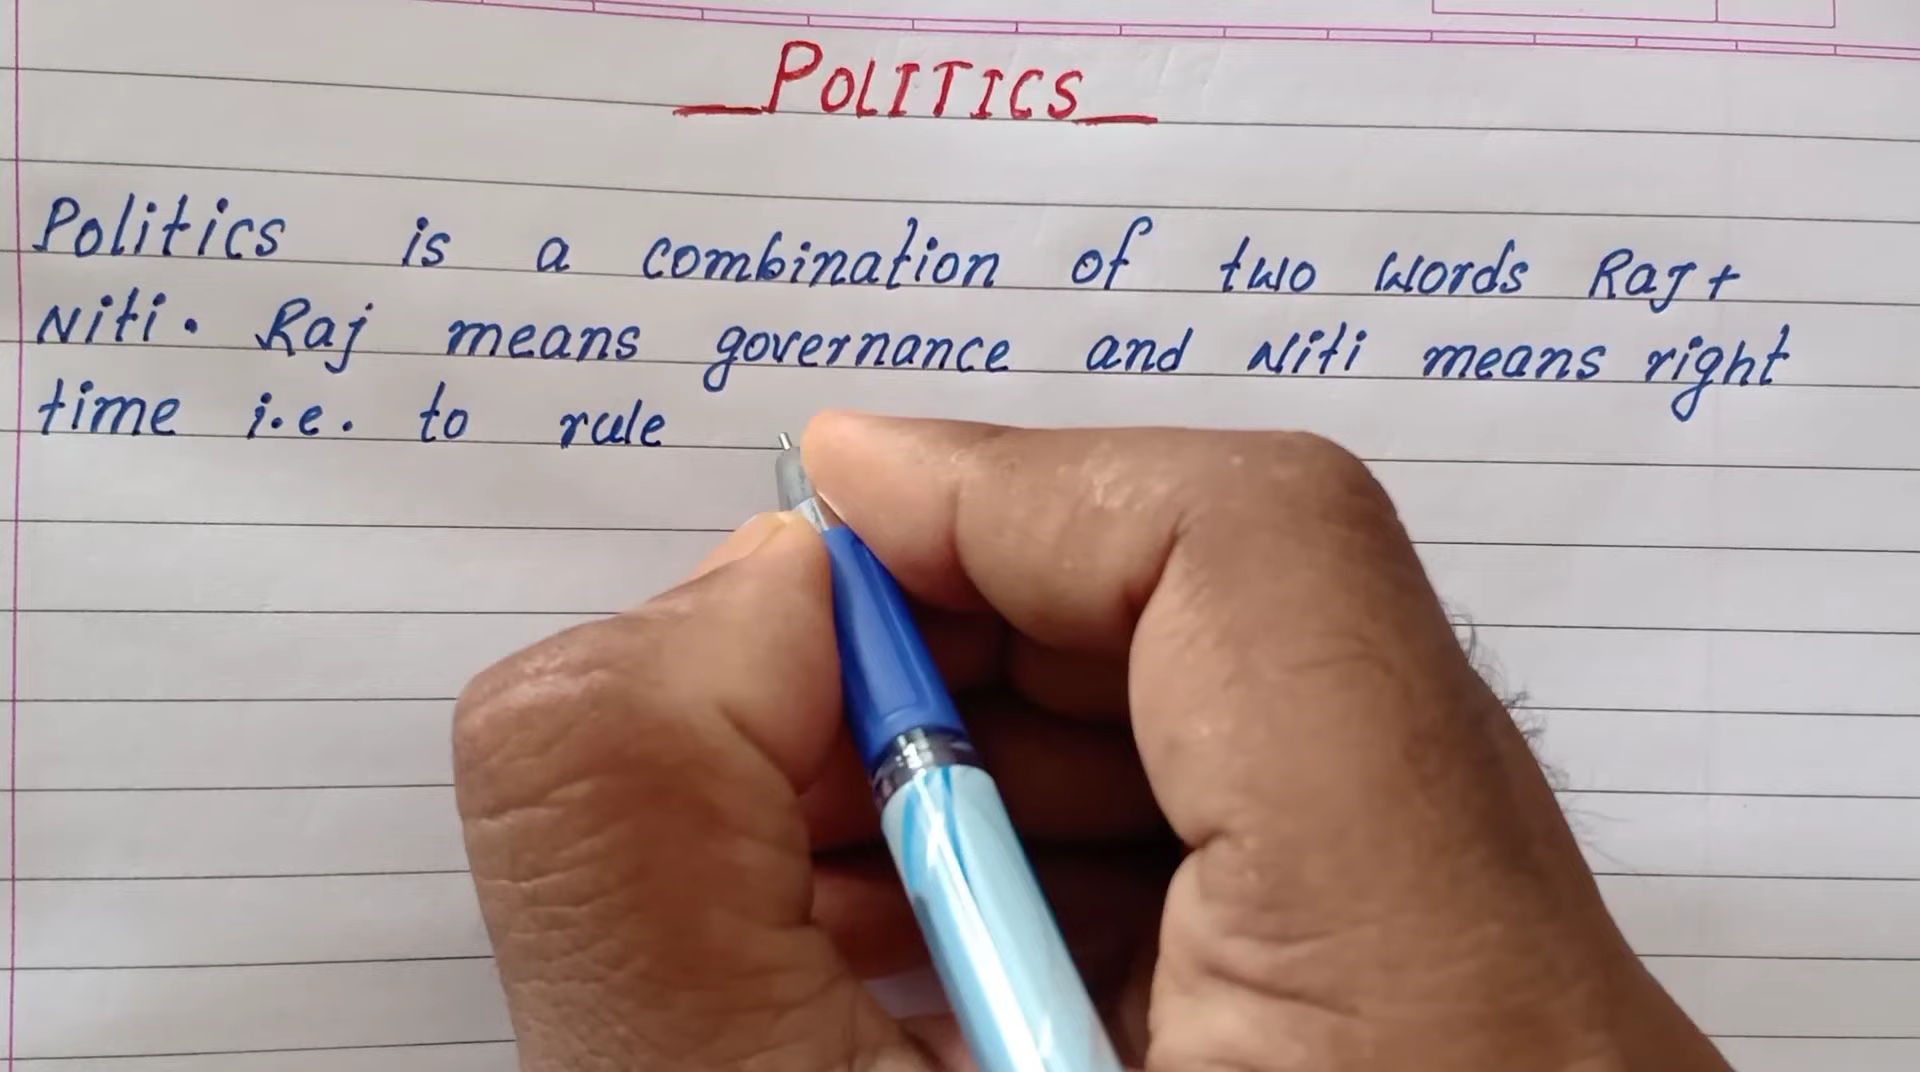 POLITICS
Politics is a combination of two words Raj +
Niti. Raj means governance and Niti means right
time i.e. to rule